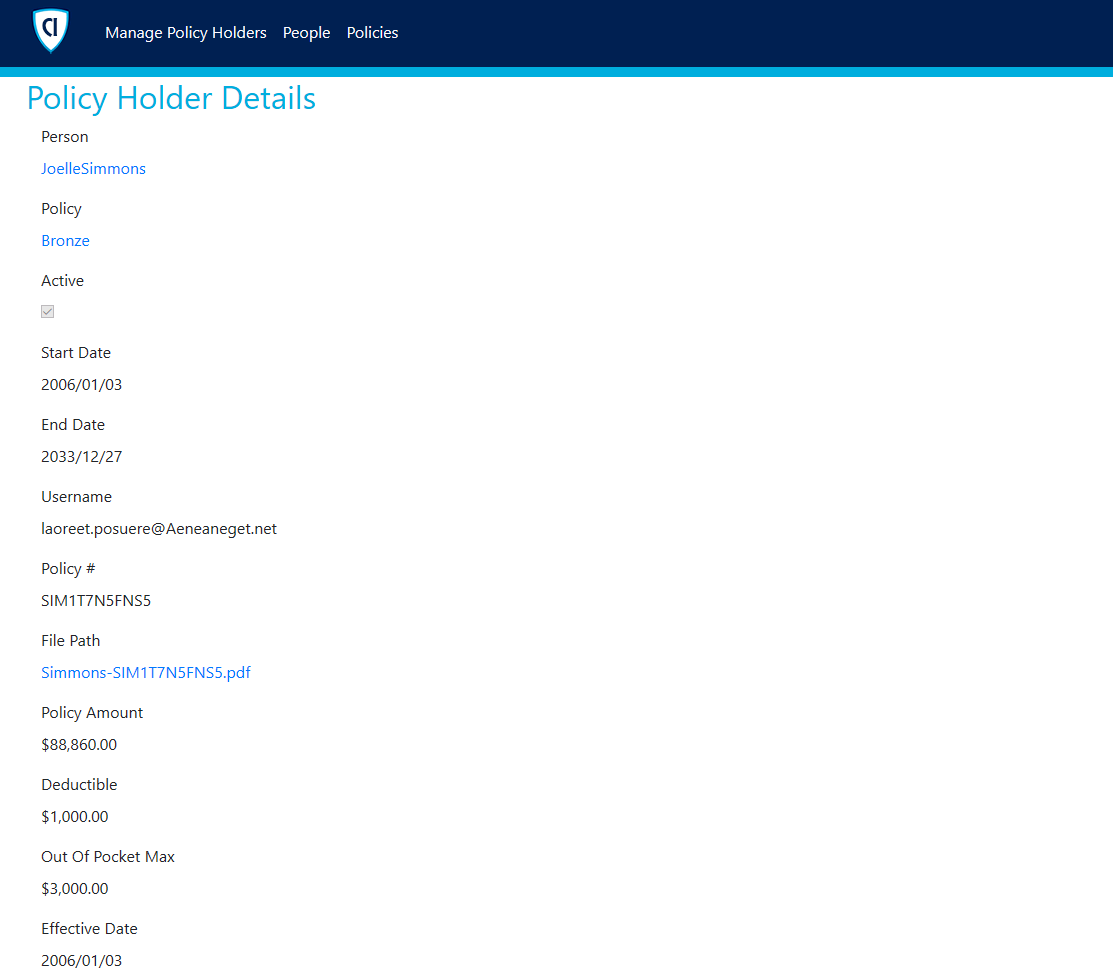 CI
Manage Policy Holders People Policies
Policy Holder Details
Person
JoelleSimmons
Policy
Bronze
Active
Start Date
2006/01/03
End Date
2033/12/27
Username
laoreet.posuere@Aeneaneget.net
Policy #
SIM1T7N5FNS5
File Path
Simmons-SIM1T7N5FNS5.pdf
Policy Amount
$88,860.00
Deductible
$1,000.00
Out Of Pocket Max
$3,000.00
Effective Date
2006/01/03